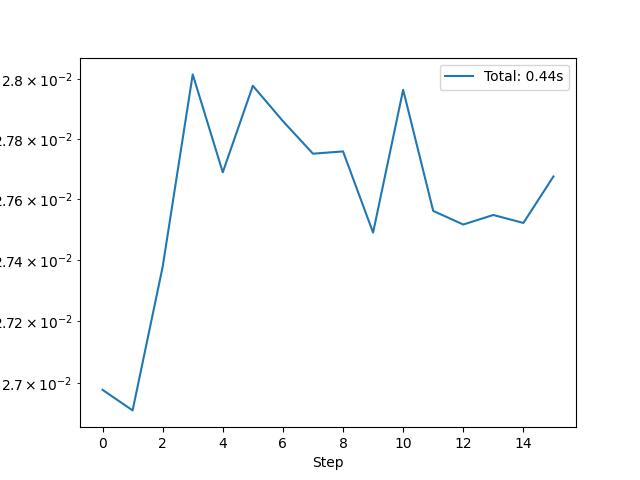 Total: 0.44s
2.8 × 10⁻²
2.78 × 10⁻²
2.76 × 10⁻²
2.74 × 10⁻²
2.72 × 10⁻²
2.7 × 10⁻²
0 2 4 6 8 10 12 14
Step